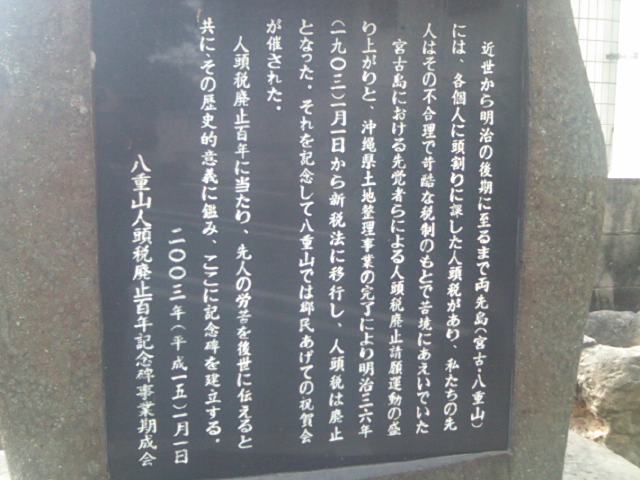 近世から明治の後期に至るまで両先島(宮古・八重山)
には、各個人に頭割りに課した人頭税があり、私たちの先
人はその不合理で苛酷な税制のもとで苦境にあえいでいた
宮古島における先覚者らによる人頭税廃止請願運動の盛
り上がりと、沖縄県土地整理事業の完了により明治三六年
(一九〇三)一月一日から新税法に移行し、人頭税は廃止
となった。それを記念して八重山では郷民あげての祝賀会
が催された。
人頭税廃止百年に当たり、先人の労苦を後世に伝えると
共に、その歴史的意義に鑑み、ここに記念碑を建立する。
二〇〇三年(平成一五)一月一日
八重山人頭税廃止百年記念碑事業期成会